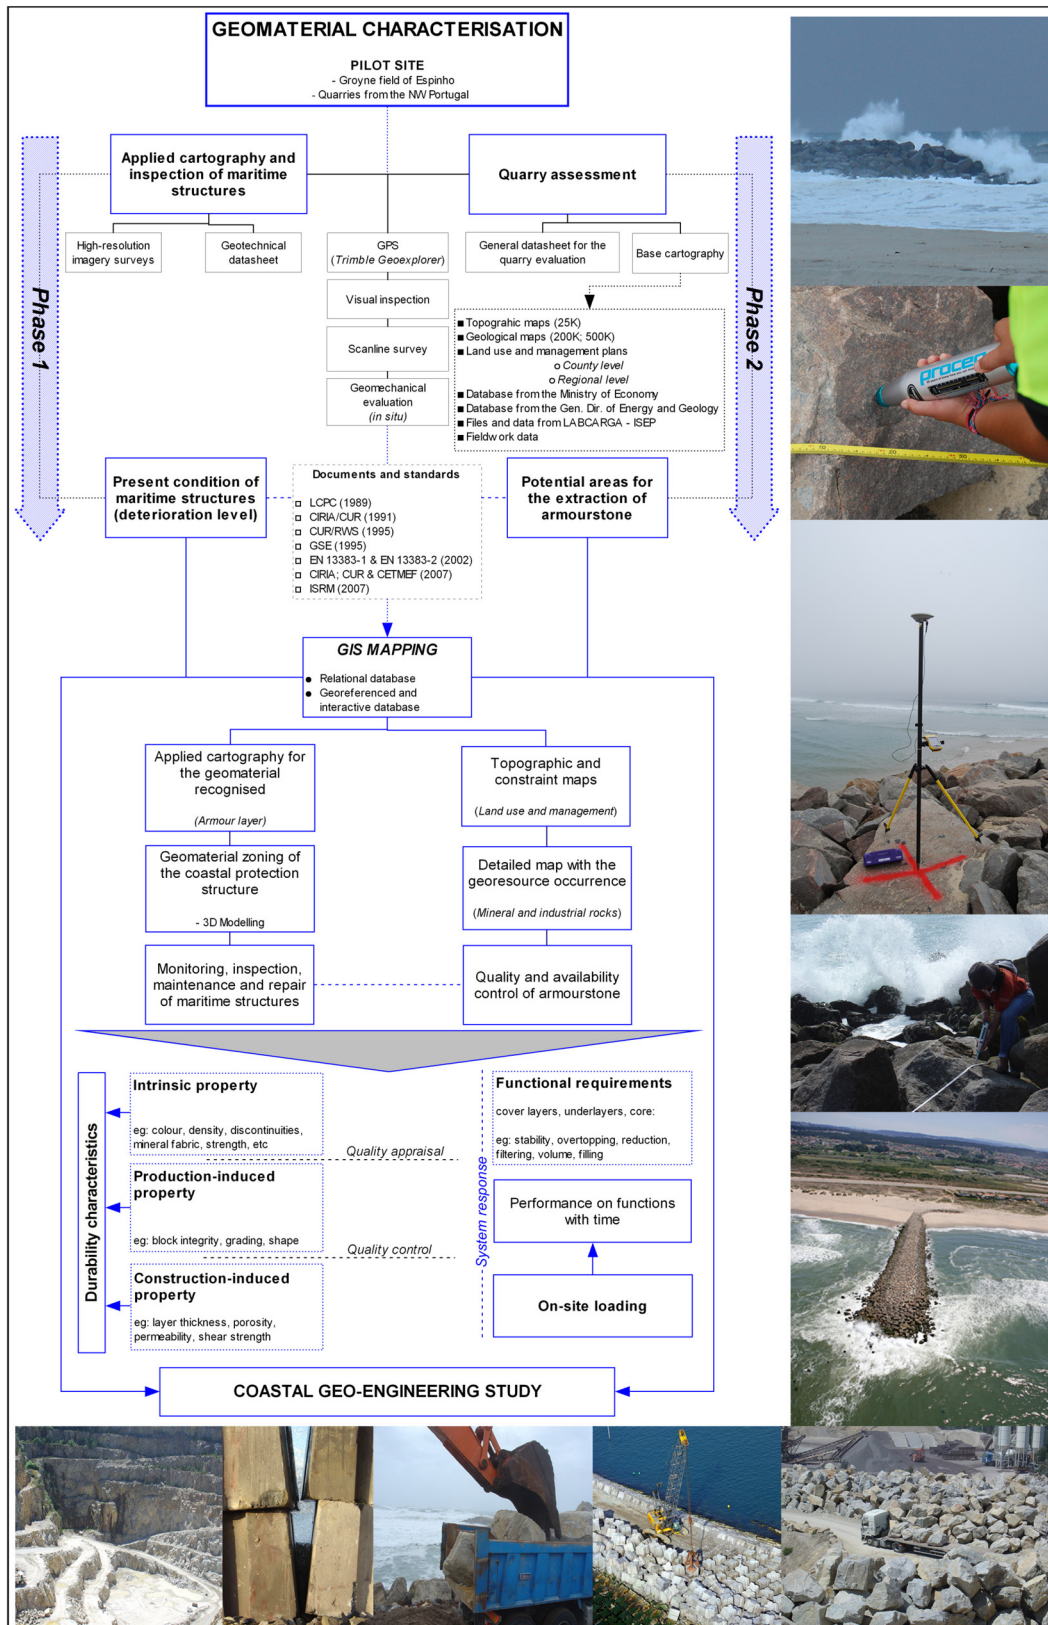 GEOMATERIAL CHARACTERISATION
PILOT SITE
- Groyne field of Espinho
- Quarries from the NW Portugal
Phase 1
Applied cartography and
inspection of maritime
structures
Quarry assessment
Phase 2
High-resolution
imagery surveys
Geotechnical
datasheet
GPS
(Trimble Geoexplorer)
General datasheet for the
quarry evaluation
Base cartography
Visual inspection
Scanline survey
Geomechanical
evaluation
(in situ)
■ Topograhic maps (25K)
■ Geological maps (200K; 500K)
■ Land use and management plans
o County level
o Regional level
■ Database from the Ministry of Economy
■ Database from the Gen. Dir. of Energy and Geology
■ Files and data from LABCARGA - ISEP
■ Fieldwork data
Present condition of
maritime structures
(deterioration level)
Documents and standards
□ LCPC (1989)
□ CIRIA/CUR (1991)
□ CUR/RWS (1995)
□ GSE (1995)
□ EN 13383-1 & EN 13383-2 (2002)
□ CIRIA; CUR & CETMEF (2007)
□ ISRM (2007)
Potential areas for
the extraction of
armourstone
GIS MAPPING
● Relational database
● Georeferenced and
interactive database
Applied cartography for
the geomaterial
recognised
(Armour layer)
Topographic and
constraint maps
(Land use and management)
Geomaterial zoning of
the coastal protection
structure
- 3D Modelling
Detailed map with the
georesource occurrence
(Mineral and industrial rocks)
Monitoring, inspection,
maintenance and repair
of maritime structures
Quality and availability
control of armourstone
Durability characteristics
Intrinsic property
eg: colour, density, discontinuities,
mineral fabric, strength, etc
Quality appraisal
Production-induced
property
eg: block integrity, grading, shape
Quality control
Construction-induced
property
eg: layer thickness, porosity,
permeability, shear strength
System response
Functional requirements
cover layers, underlayers, core:
eg: stability, overtopping, reduction,
filtering, volume, filling
Performance on functions
with time
On-site loading
COASTAL GEO-ENGINEERING STUDY
proceq